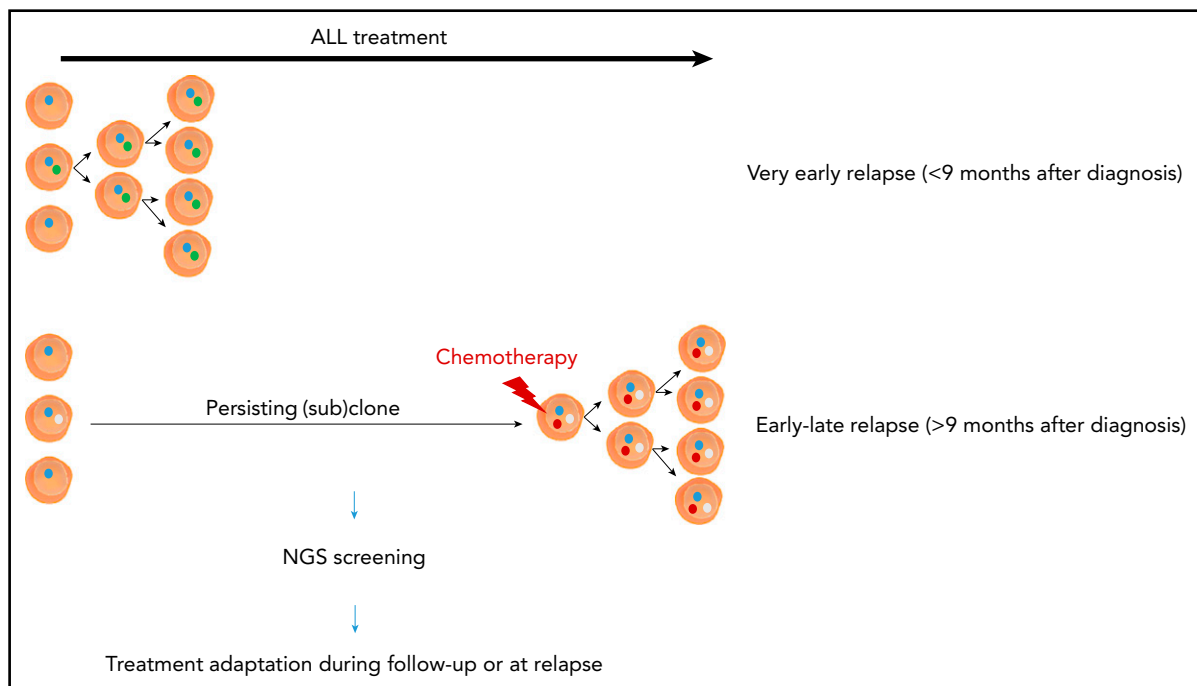 ALL treatment
Very early relapse (<9 months after diagnosis)
Chemotherapy
Persisting (sub)clone
Early-late relapse (>9 months after diagnosis)
NGS screening
Treatment adaptation during follow-up or at relapse